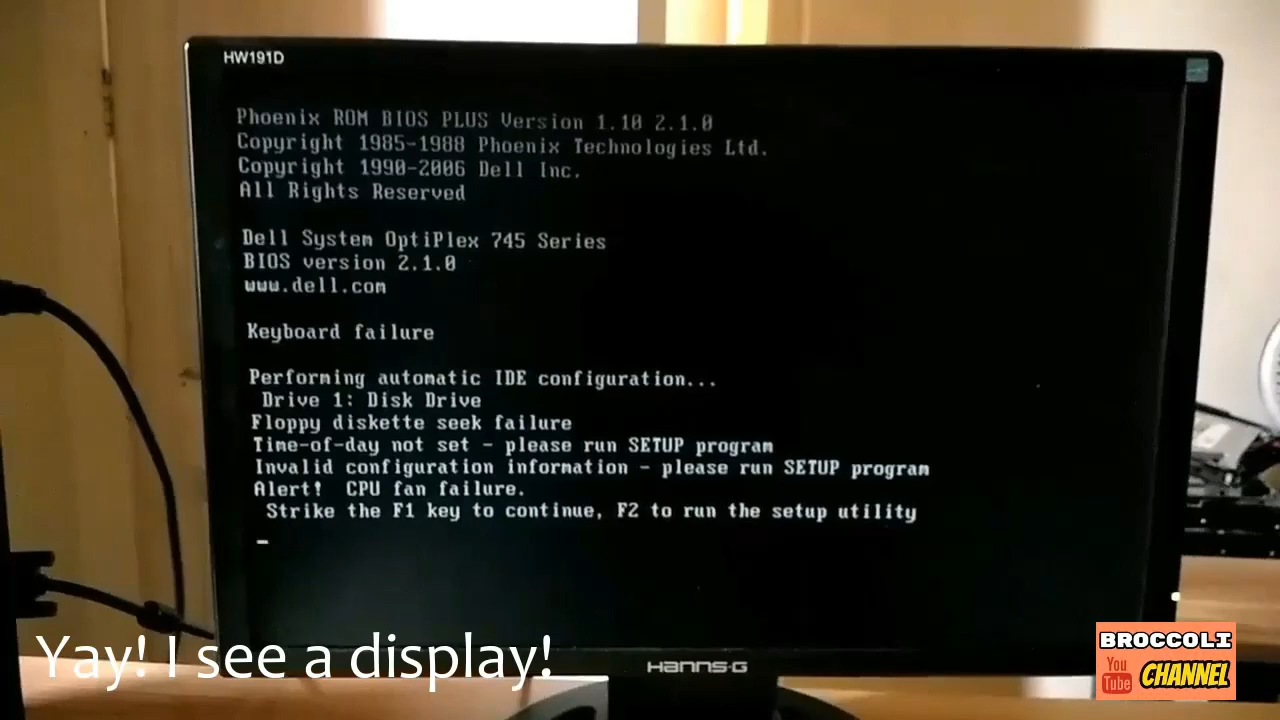 HW191D
Phoenix ROM BIOS PLUS Version 1.10 2.1.0
Copyright 1985-1988 Phoenix Technologies Ltd.
Copyright 1990-2006 Dell Inc.
All Rights Reserved
Dell System OptiPlex 745 Series
BIOS version 2.1.0
www.dell.com
Keyboard failure
Performing automatic IDE configuration...
Drive 1: Disk Drive
Floppy diskette seek failure
Time-of-day not set - please run SETUP program
Invalid configuration information - please run SETUP program
Alert! CPU fan failure.
Strike the F1 key to continue, F2 to run the setup utility
_
Yay! I see a display!
HANNS-G
BROCCOLI
You Tube CHANNEL